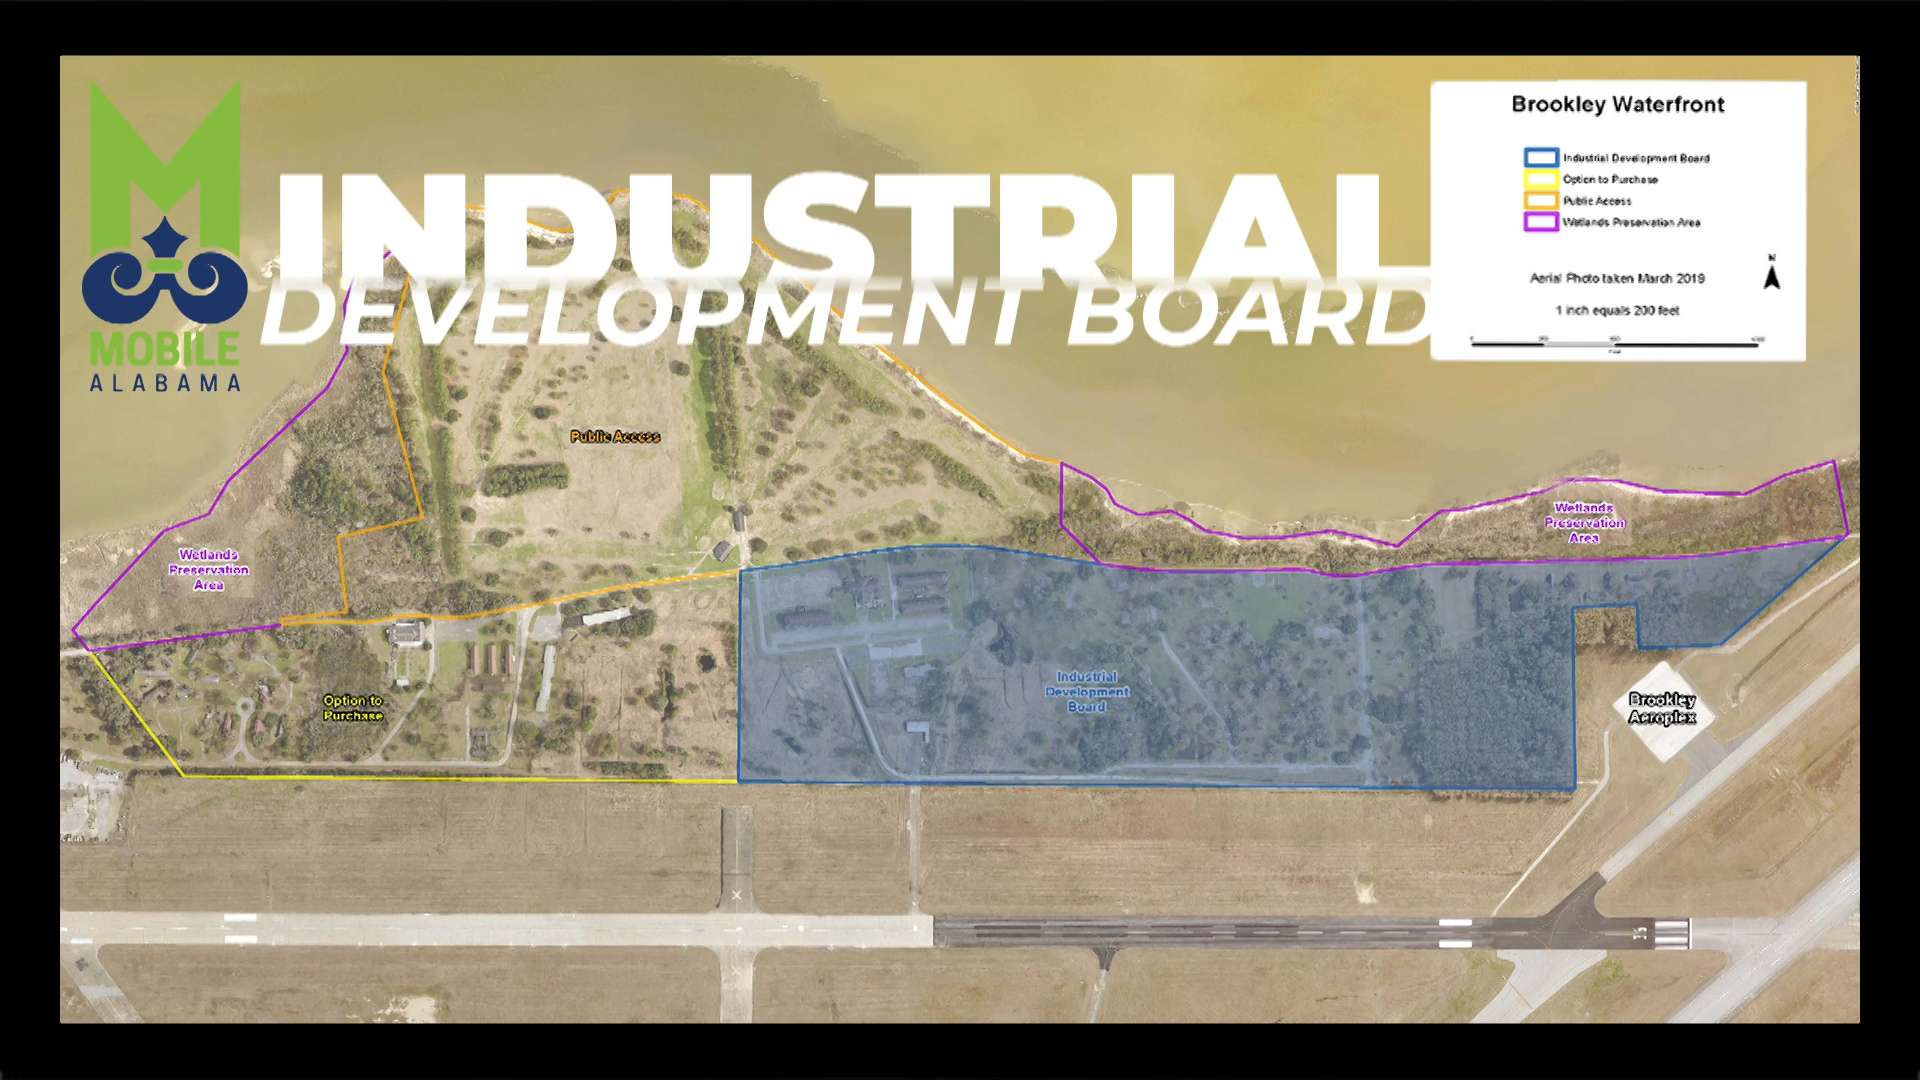 INDUSTRIAL
DEVELOPMENT BOARD
MOBILE
ALABAMA
Brookley Waterfront
Industrial Development Board
Option to Purchase
Public Access
Wetlands Preservation Area
N
Aerial Photo taken March 2019
1 inch equals 200 feet
Public Access
Wetlands
Preservation
Area
Wetlands
Preservation
Area
Option to
Purchase
Industrial
Development
Board
Brookley
Aeroplex